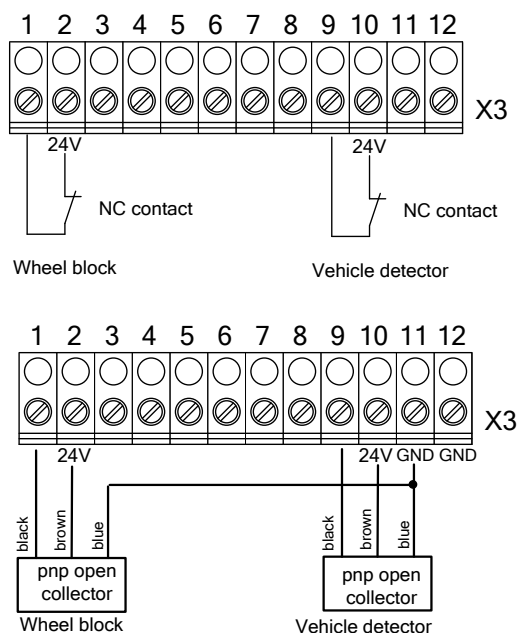 1 2 3 4 5 6 7 8 9 10 11 12
X3
24V 24V
NC contact NC contact
Wheel block Vehicle detector
1 2 3 4 5 6 7 8 9 10 11 12
X3
24V 24V GND GND
black brown blue black brown blue
pnp open pnp open
collector collector
Wheel block Vehicle detector